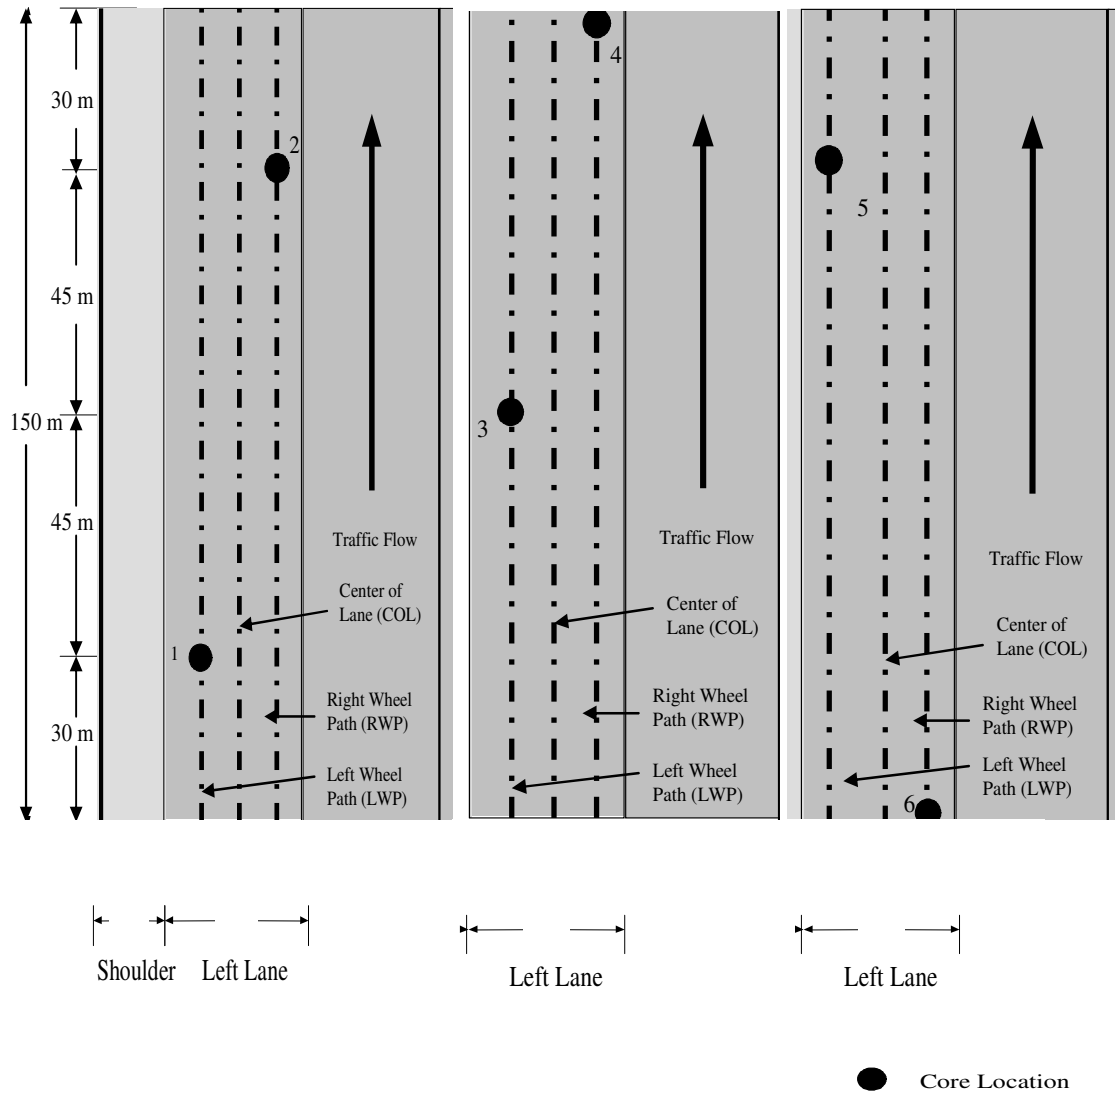 30 m
45 m
150 m
45 m
30 m
2
1
Traffic Flow
Center of
Lane (COL)
Right Wheel
Path (RWP)
Left Wheel
Path (LWP)
4
3
Traffic Flow
Center of
Lane (COL)
Right Wheel
Path (RWP)
Left Wheel
Path (LWP)
5
Traffic Flow
Center of
Lane (COL)
Right Wheel
Path (RWP)
Left Wheel
Path (LWP)
6
Shoulder
Left Lane
Left Lane
Left Lane
Core Location